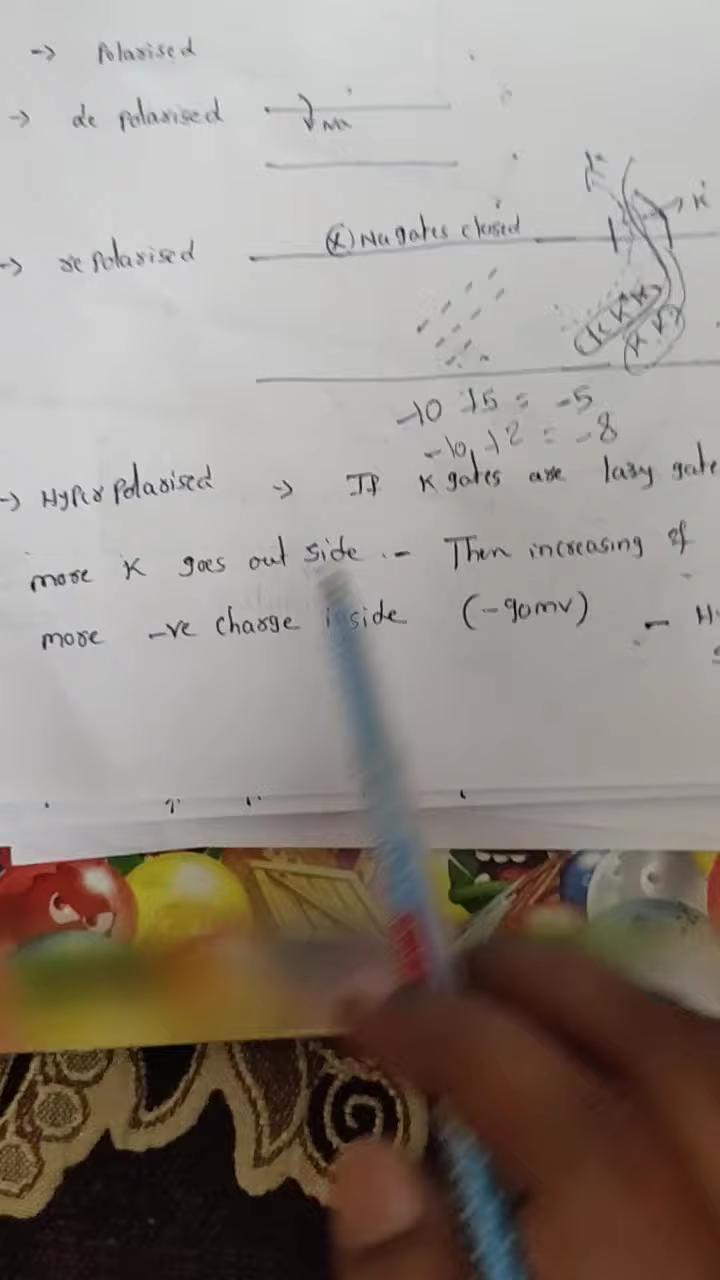 -> Polarised
-> de polarised
Na
-> re polarised
(x) Na gates closed
K
K K K
K K
-10 +5 = -5
-10, +2 = -8
-> Hyper polarised -> If K gates are lazy gate
more K goes out side .- Then increasing of
more -ve charge inside (-90mv) - H